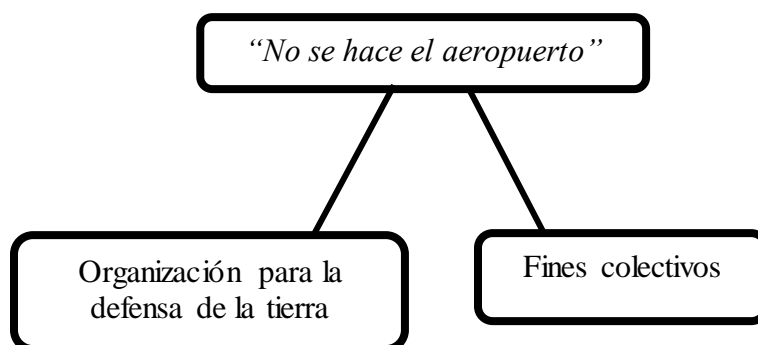 “No se hace el aeropuerto”
Organización para la
defensa de la tierra
Fines colectivos